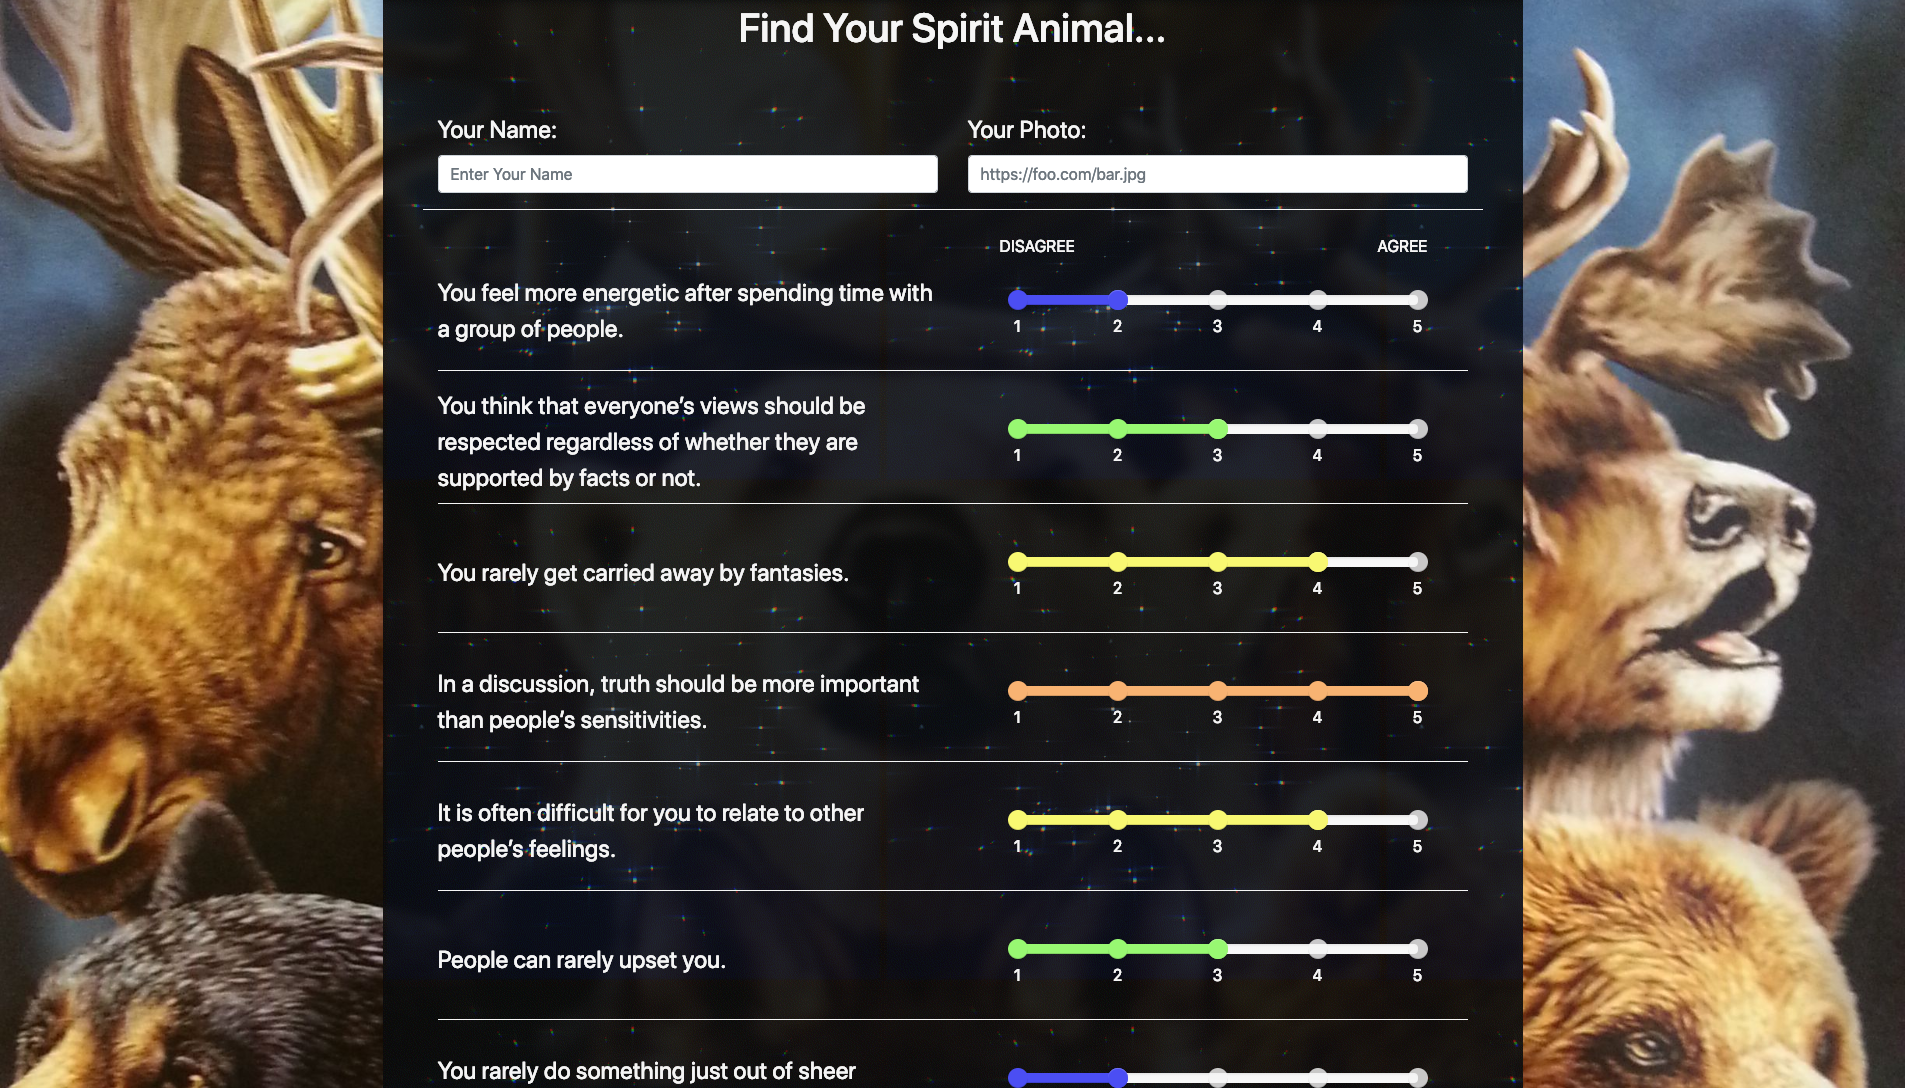 Find Your Spirit Animal...
Your Name:
Your Photo:
Enter Your Name
https://foo.com/bar.jpg
DISAGREE
AGREE
You feel more energetic after spending time with
a group of people.
1 2 3 4 5
You think that everyone's views should be
respected regardless of whether they are
supported by facts or not.
1 2 3 4 5
You rarely get carried away by fantasies.
1 2 3 4 5
In a discussion, truth should be more important
than people's sensitivities.
1 2 3 4 5
It is often difficult for you to relate to other
people's feelings.
1 2 3 4 5
People can rarely upset you.
1 2 3 4 5
You rarely do something just out of sheer